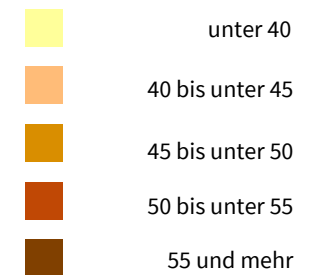 unter 40
40 bis unter 45
45 bis unter 50
50 bis unter 55
55 und mehr